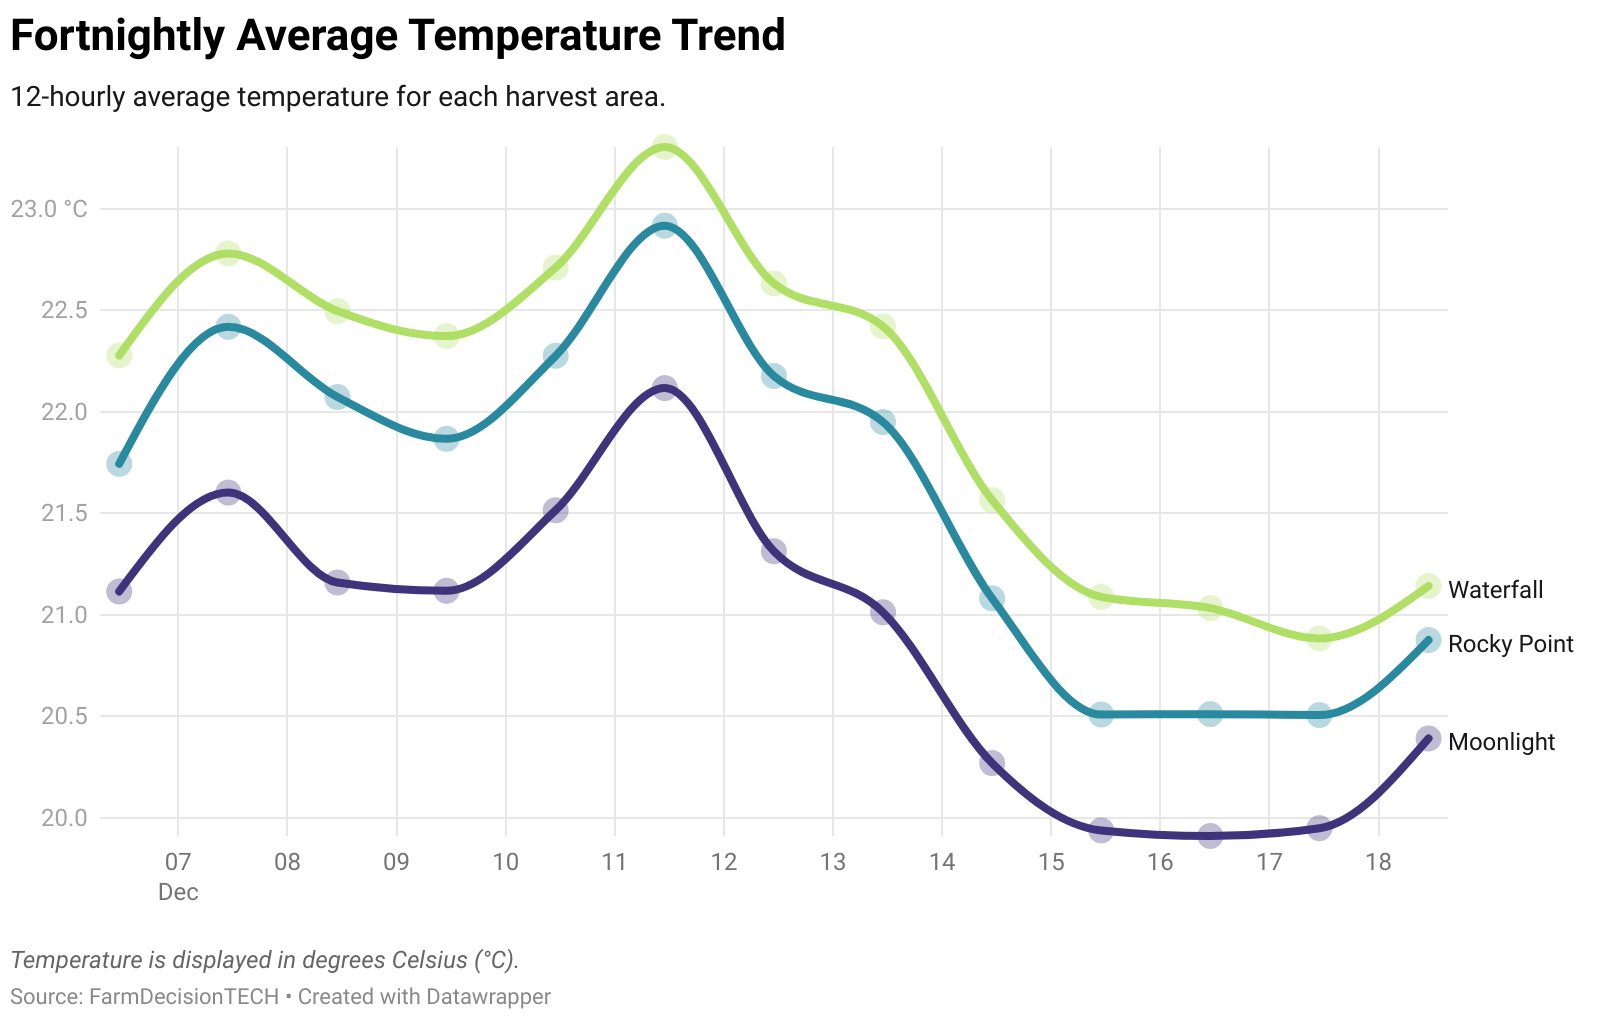 Fortnightly Average Temperature Trend
12-hourly average temperature for each harvest area.
23.0 °C
22.5
22.0
21.5
21.0
20.5
20.0
Waterfall
Rocky Point
Moonlight
07 08 09 10 11 12 13 14 15 16 17 18
Dec
Temperature is displayed in degrees Celsius (°C).
Source: FarmDecisionTECH • Created with Datawrapper